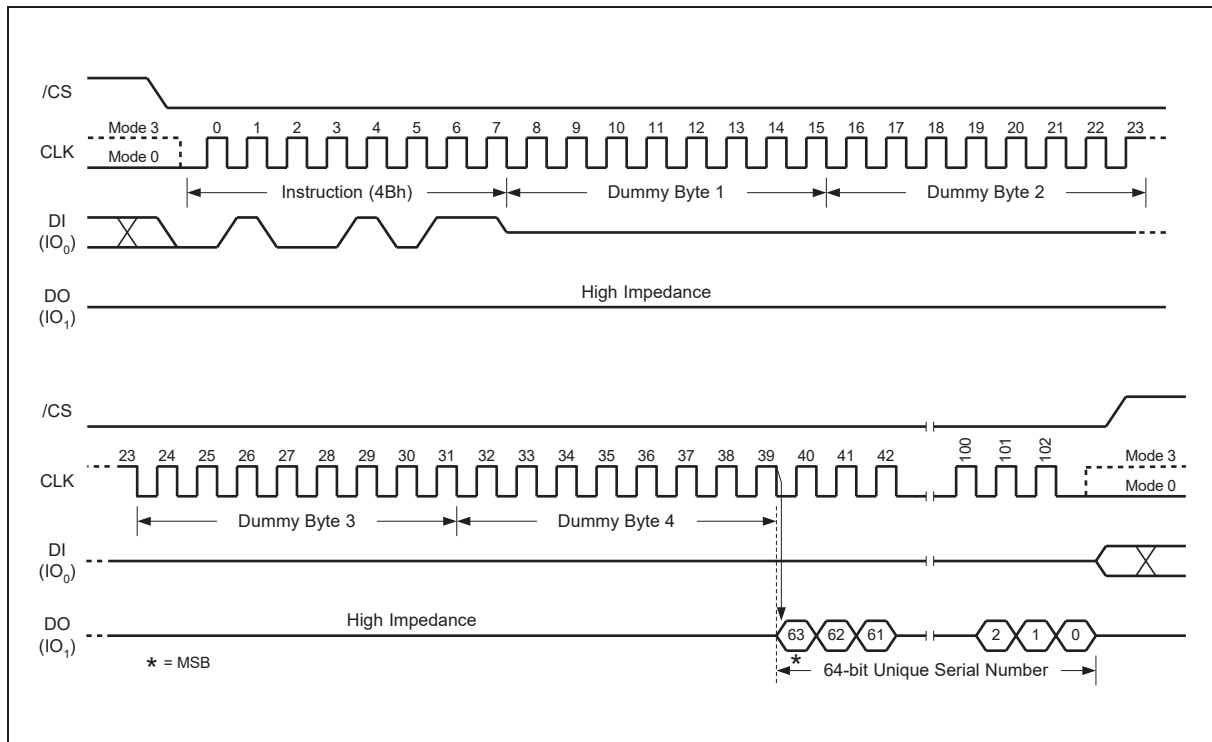 /CS
Mode 3
0 1 2 3 4 5 6 7 8 9 10 11 12 13 14 15 16 17 18 19 20 21 22 23
CLK
Mode 0
Instruction (4Bh) Dummy Byte 1 Dummy Byte 2
DI
(IO0)
DO
(IO1)
High Impedance
/CS
23 24 25 26 27 28 29 30 31 32 33 34 35 36 37 38 39 40 41 42 100 101 102
Mode 3
CLK
Mode 0
Dummy Byte 3 Dummy Byte 4
DI
(IO0)
DO
(IO1)
High Impedance
63 62 61 2 1 0
* = MSB
*
64-bit Unique Serial Number